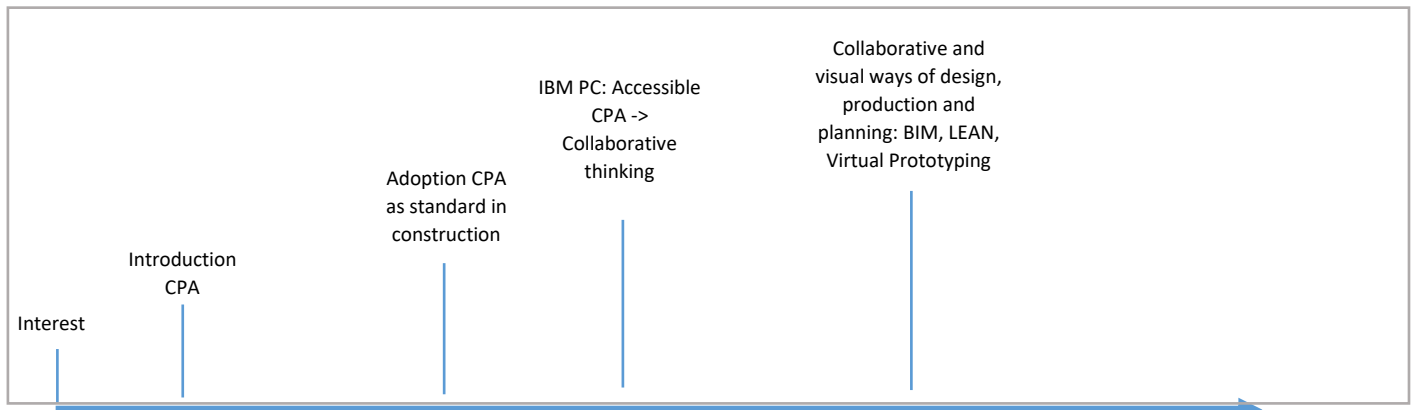 Interest
Introduction
CPA
Adoption CPA
as standard in
construction
IBM PC: Accessible
CPA ->
Collaborative
thinking
Collaborative and
visual ways of design,
production and
planning: BIM, LEAN,
Virtual Prototyping